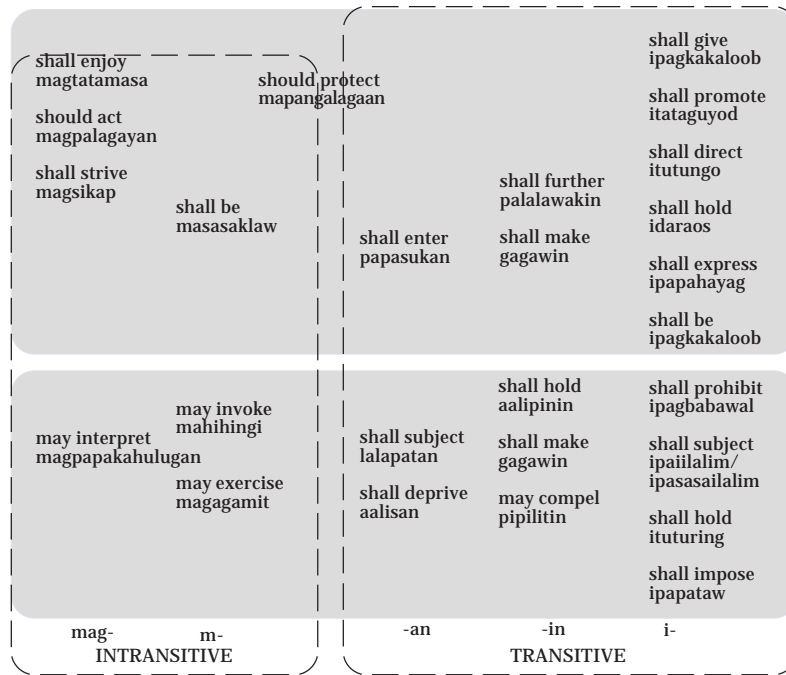 shall enjoy
magtatamasa
should act
magpalagayan
shall strive
magsikap
shall be
masasaklaw
should protect
mapangalagaan
shall enter
papasukan
shall further
palalawakin
shall make
gagawin
shall give
ipagkakaloob
shall promote
itataguyod
shall direct
itutungo
shall hold
idaraos
shall express
ipapahayag
shall be
ipagkakaloob
may interpret
magpapakahulugan
may invoke
mahihingi
may exercise
magagamit
shall subject
lalapatan
shall deprive
aalisan
shall hold
aalipinin
shall make
gagawin
may compel
pipilitin
shall prohibit
ipagbabawal
shall subject
ipaiilalim/
ipasasailalim
shall hold
ituturing
shall impose
ipapataw
mag- m- -an -in i-
INTRANSITIVE TRANSITIVE